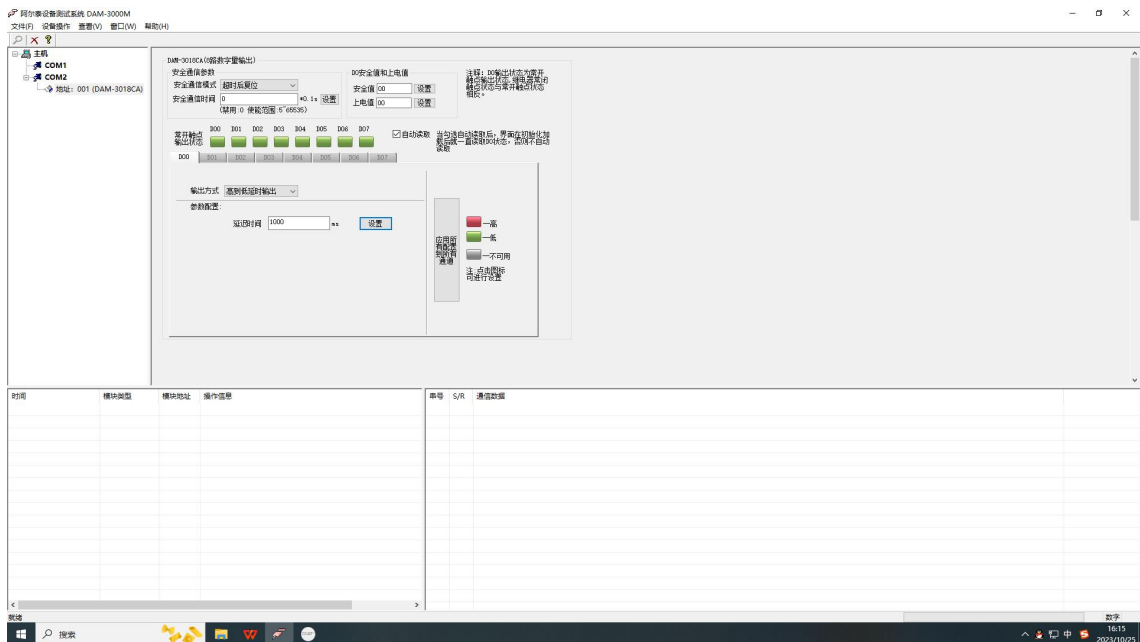 阿尔泰设备测试系统 DAM-3000M
文件(F) 设备操作 查看(V) 窗口(W) 帮助(H)
主机
COM1
COM2
地址: 001 (DAM-3018CA)
DAM-3018CA(8路数字量输出)
安全通信参数
安全通信模式 超时后复位
安全通信时间 0 *0.1s 设置
(禁用:0 使能范围:5~65535)
DO安全值和上电值
安全值 00 设置
上电值 00 设置
注释: DO输出状态为常开
触点输出状态,继电器常闭
触点状态与常开触点状态
相反。
常开触点
输出状态
DO0 DO1 DO2 DO3 DO4 DO5 DO6 DO7
自动读取
当勾选自动读取后, 界面在初始化加
载后就一直读取DO状态, 否则不自动
读取
DO0 DO1 DO2 DO3 DO4 DO5 DO6 DO7
输出方式 高到低延时输出
参数配置:
延迟时间 1000 ms 设置
应用所
有配置
到所有
通道
—高
—低
—不可用
注:点击图标
可进行设置
时间 模块类型 模块地址 操作信息
串号 S/R 通信数据
就绪
数字
搜索
中
16:15
2023/10/25